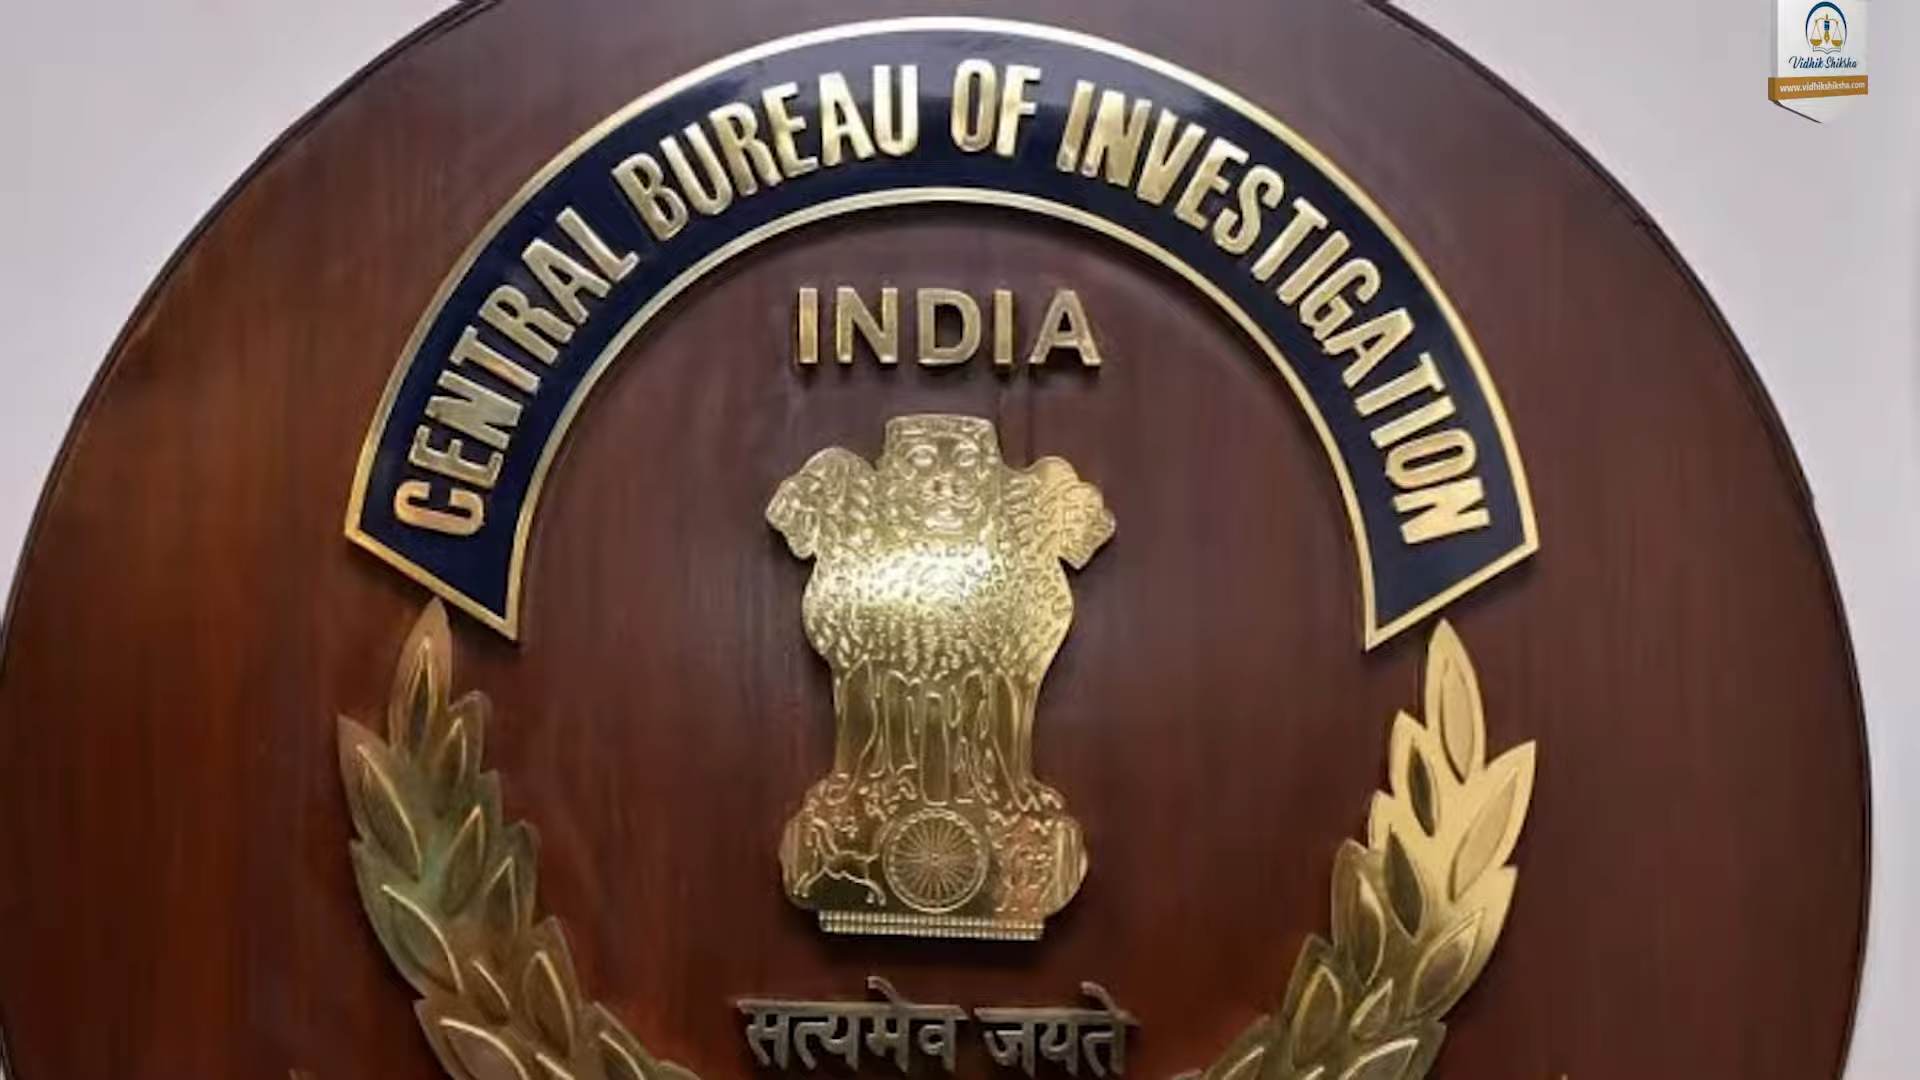 CENTRAL BUREAU OF INVESTIGATION
INDIA
सत्यमेव जयते
Vidhik Shiksha
www.vidhikshiksha.com